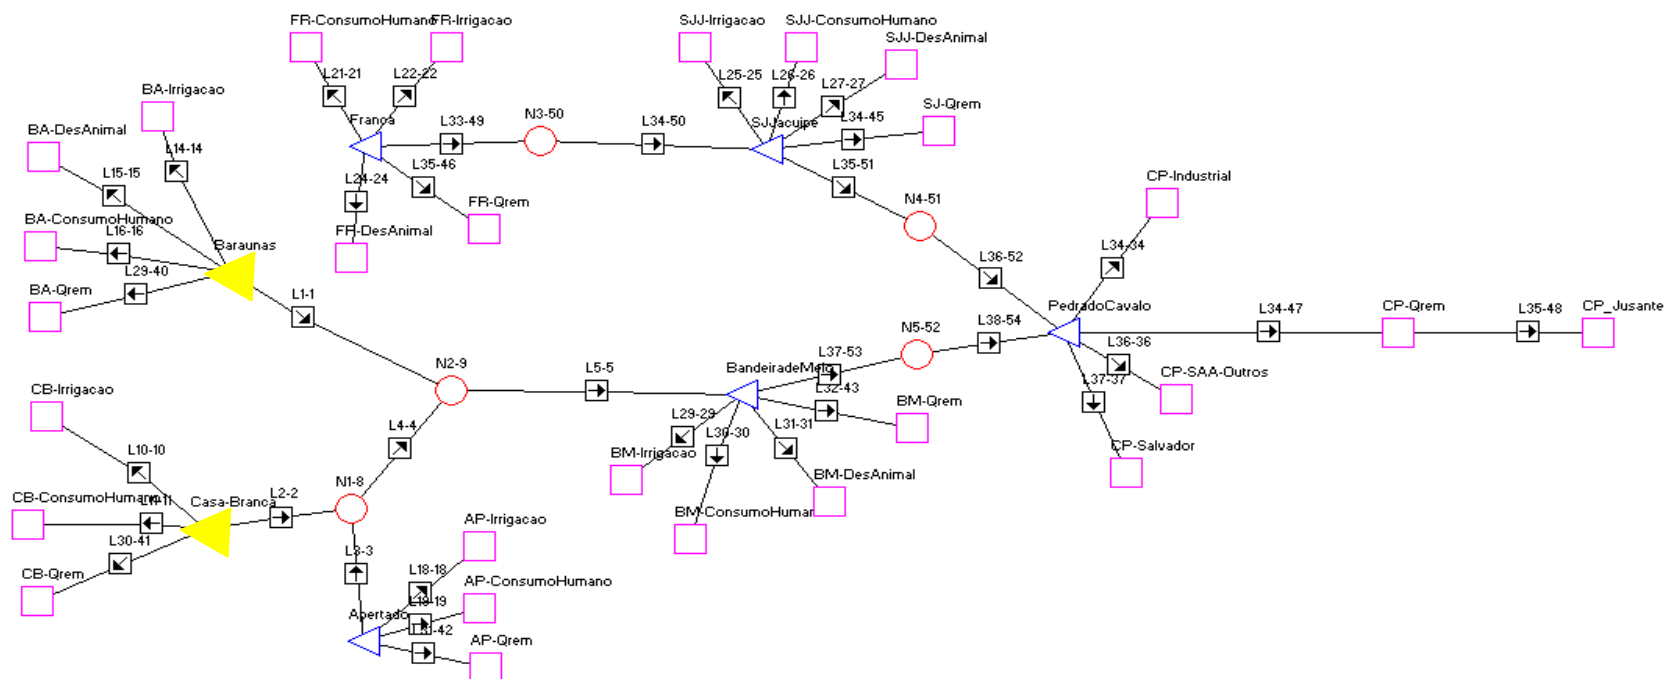 FR-ConsumoHumano
FR-Irrigacao
SJJ-Irrigacao
SJJ-ConsumoHumano
SJJ-DesAnimal
L21-21
L22-22
L25-25
L26-26
L27-27
BA-Irrigacao
SJ-Qrem
BA-DesAnimal
Franca
L33-49
N3-50
L34-50
SJJacuipe
L34-45
L14-14
L15-15
L24-24
L35-46
L35-51
CP-Industrial
FR-Qrem
N4-51
BA-ConsumoHumano
L16-16
Baraunas
FR-DesAnimal
L34-34
L36-52
L29-40
BA-Qrem
L1-1
PedradoCavalo
L34-47
CP-Qrem
L35-48
CP_Jusante
N5-52
L38-54
L37-53
L36-36
N2-9
L5-5
BandeiradeMelo
CP-SAA-Outros
L37-37
L32-43
BM-Qrem
CB-Irrigacao
L4-4
L29-29
L30-30
L31-31
CP-Salvador
L10-10
BM-Irrigacao
BM-DesAnimal
N1-8
CB-ConsumoHumano
L11-11
Casa-Branca
L2-2
BM-ConsumoHuman
AP-Irrigacao
L30-41
L3-3
CB-Qrem
L18-18
AP-ConsumoHumano
L19-19
Apertado
L31-42
AP-Qrem